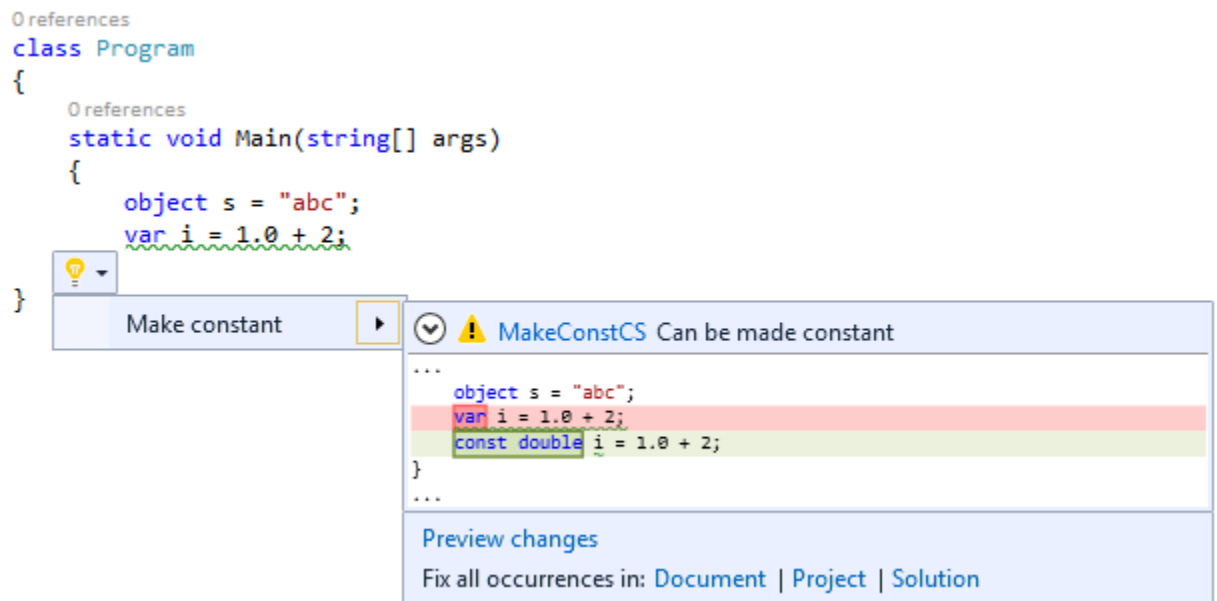 0 references
class Program
{
0 references
static void Main(string[] args)
{
object s = "abc";
var i = 1.0 + 2;
}
Make constant
MakeConstCS Can be made constant
...
object s = "abc";
var i = 1.0 + 2;
const double i = 1.0 + 2;
}
...
Preview changes
Fix all occurrences in: Document | Project | Solution